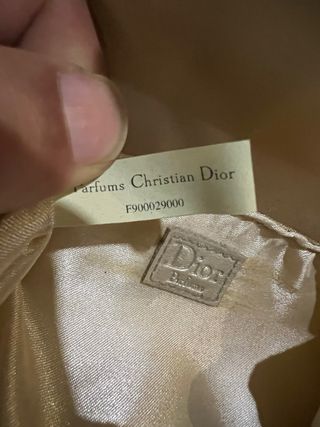 Parfums Christian Dior
F900029000
Dior
Parfums